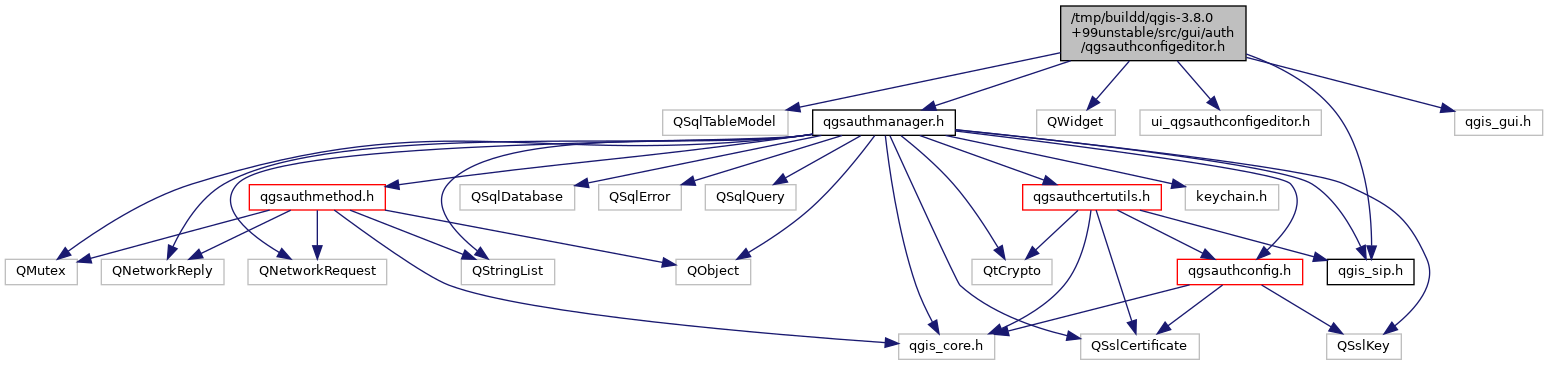 /tmp/buildd/qgis-3.8.0
+99unstable/src/gui/auth
/qgsauthconfigeditor.h
QSqlTableModel
qgsauthmanager.h
QWidget
ui_qgsauthconfigeditor.h
qgis_gui.h
qgsauthmethod.h
QSqlDatabase
QSqlError
QSqlQuery
qgsauthcertutils.h
keychain.h
QMutex
QNetworkReply
QNetworkRequest
QStringList
QObject
QtCrypto
qgsauthconfig.h
qgis_sip.h
qgis_core.h
QSslCertificate
QSslKey